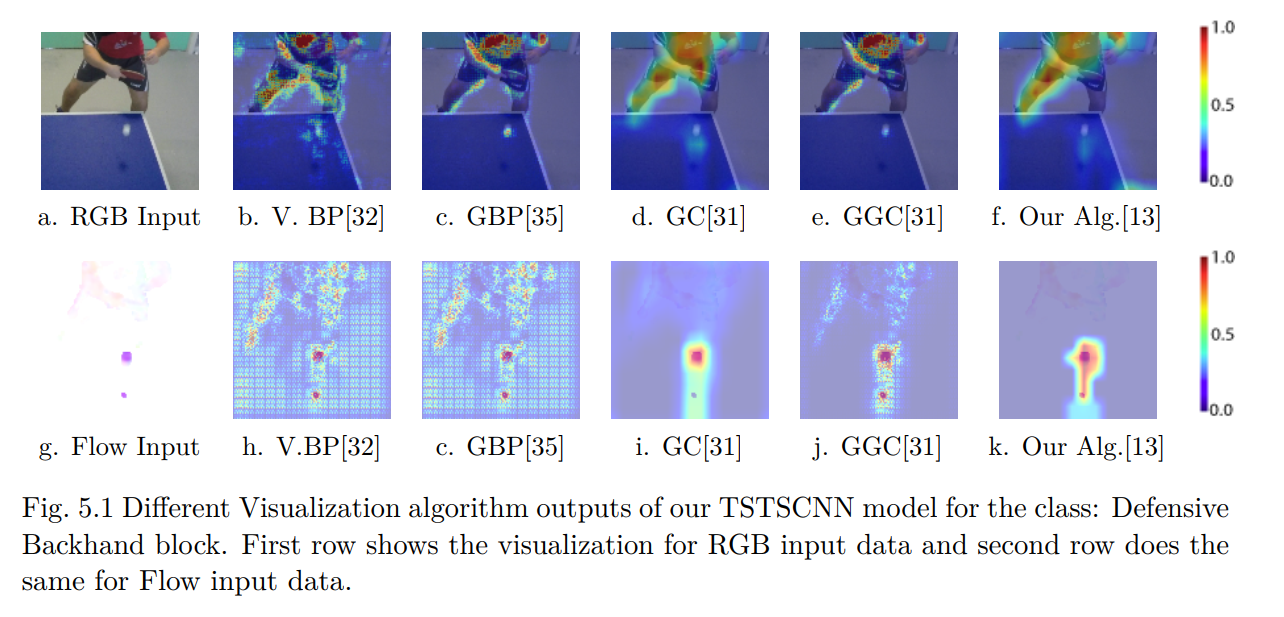 1.0
0.5
0.0
a. RGB Input b. V. BP[32] c. GBP[35] d. GC[31] e. GGC[31] f. Our Alg.[13]
1.0
0.5
0.0
g. Flow Input h. V.BP[32] c. GBP[35] i. GC[31] j. GGC[31] k. Our Alg.[13]
Fig. 5.1 Different Visualization algorithm outputs of our TSTSCNN model for the class: Defensive
Backhand block. First row shows the visualization for RGB input data and second row does the
same for Flow input data.